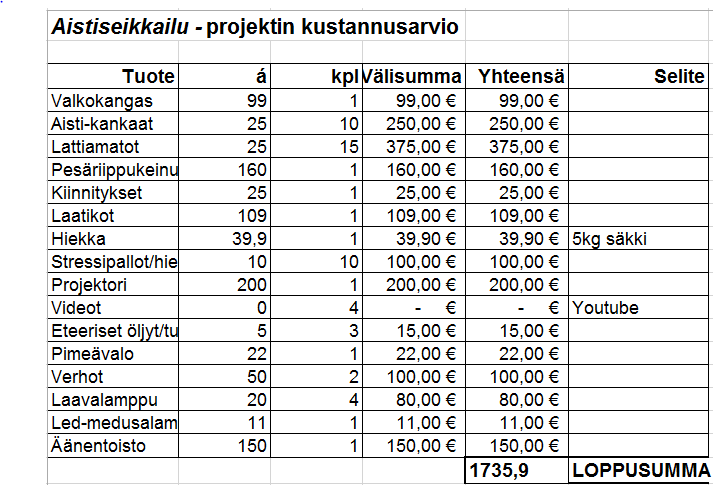 Aistiseikkailu - projektin kustannusarvio
Tuote á kpl Välisumma Yhteensä Selite
Valkokangas 99 1 99,00 € 99,00 €
Aisti-kankaat 25 10 250,00 € 250,00 €
Lattiamatot 25 15 375,00 € 375,00 €
Pesäriippukeinu 160 1 160,00 € 160,00 €
Kiinnitykset 25 1 25,00 € 25,00 €
Laatikot 109 1 109,00 € 109,00 €
Hiekka 39,9 1 39,90 € 39,90 € 5kg säkki
Stressipallot/hie 10 10 100,00 € 100,00 €
Projektori 200 1 200,00 € 200,00 €
Videot 0 4 - € - € Youtube
Eteeriset öljyt/tu 5 3 15,00 € 15,00 €
Pimeävalo 22 1 22,00 € 22,00 €
Verhot 50 2 100,00 € 100,00 €
Laavalamppu 20 4 80,00 € 80,00 €
Led-medusalam 11 1 11,00 € 11,00 €
Äänentoisto 150 1 150,00 € 150,00 €
1735,9 LOPPUSUMMA